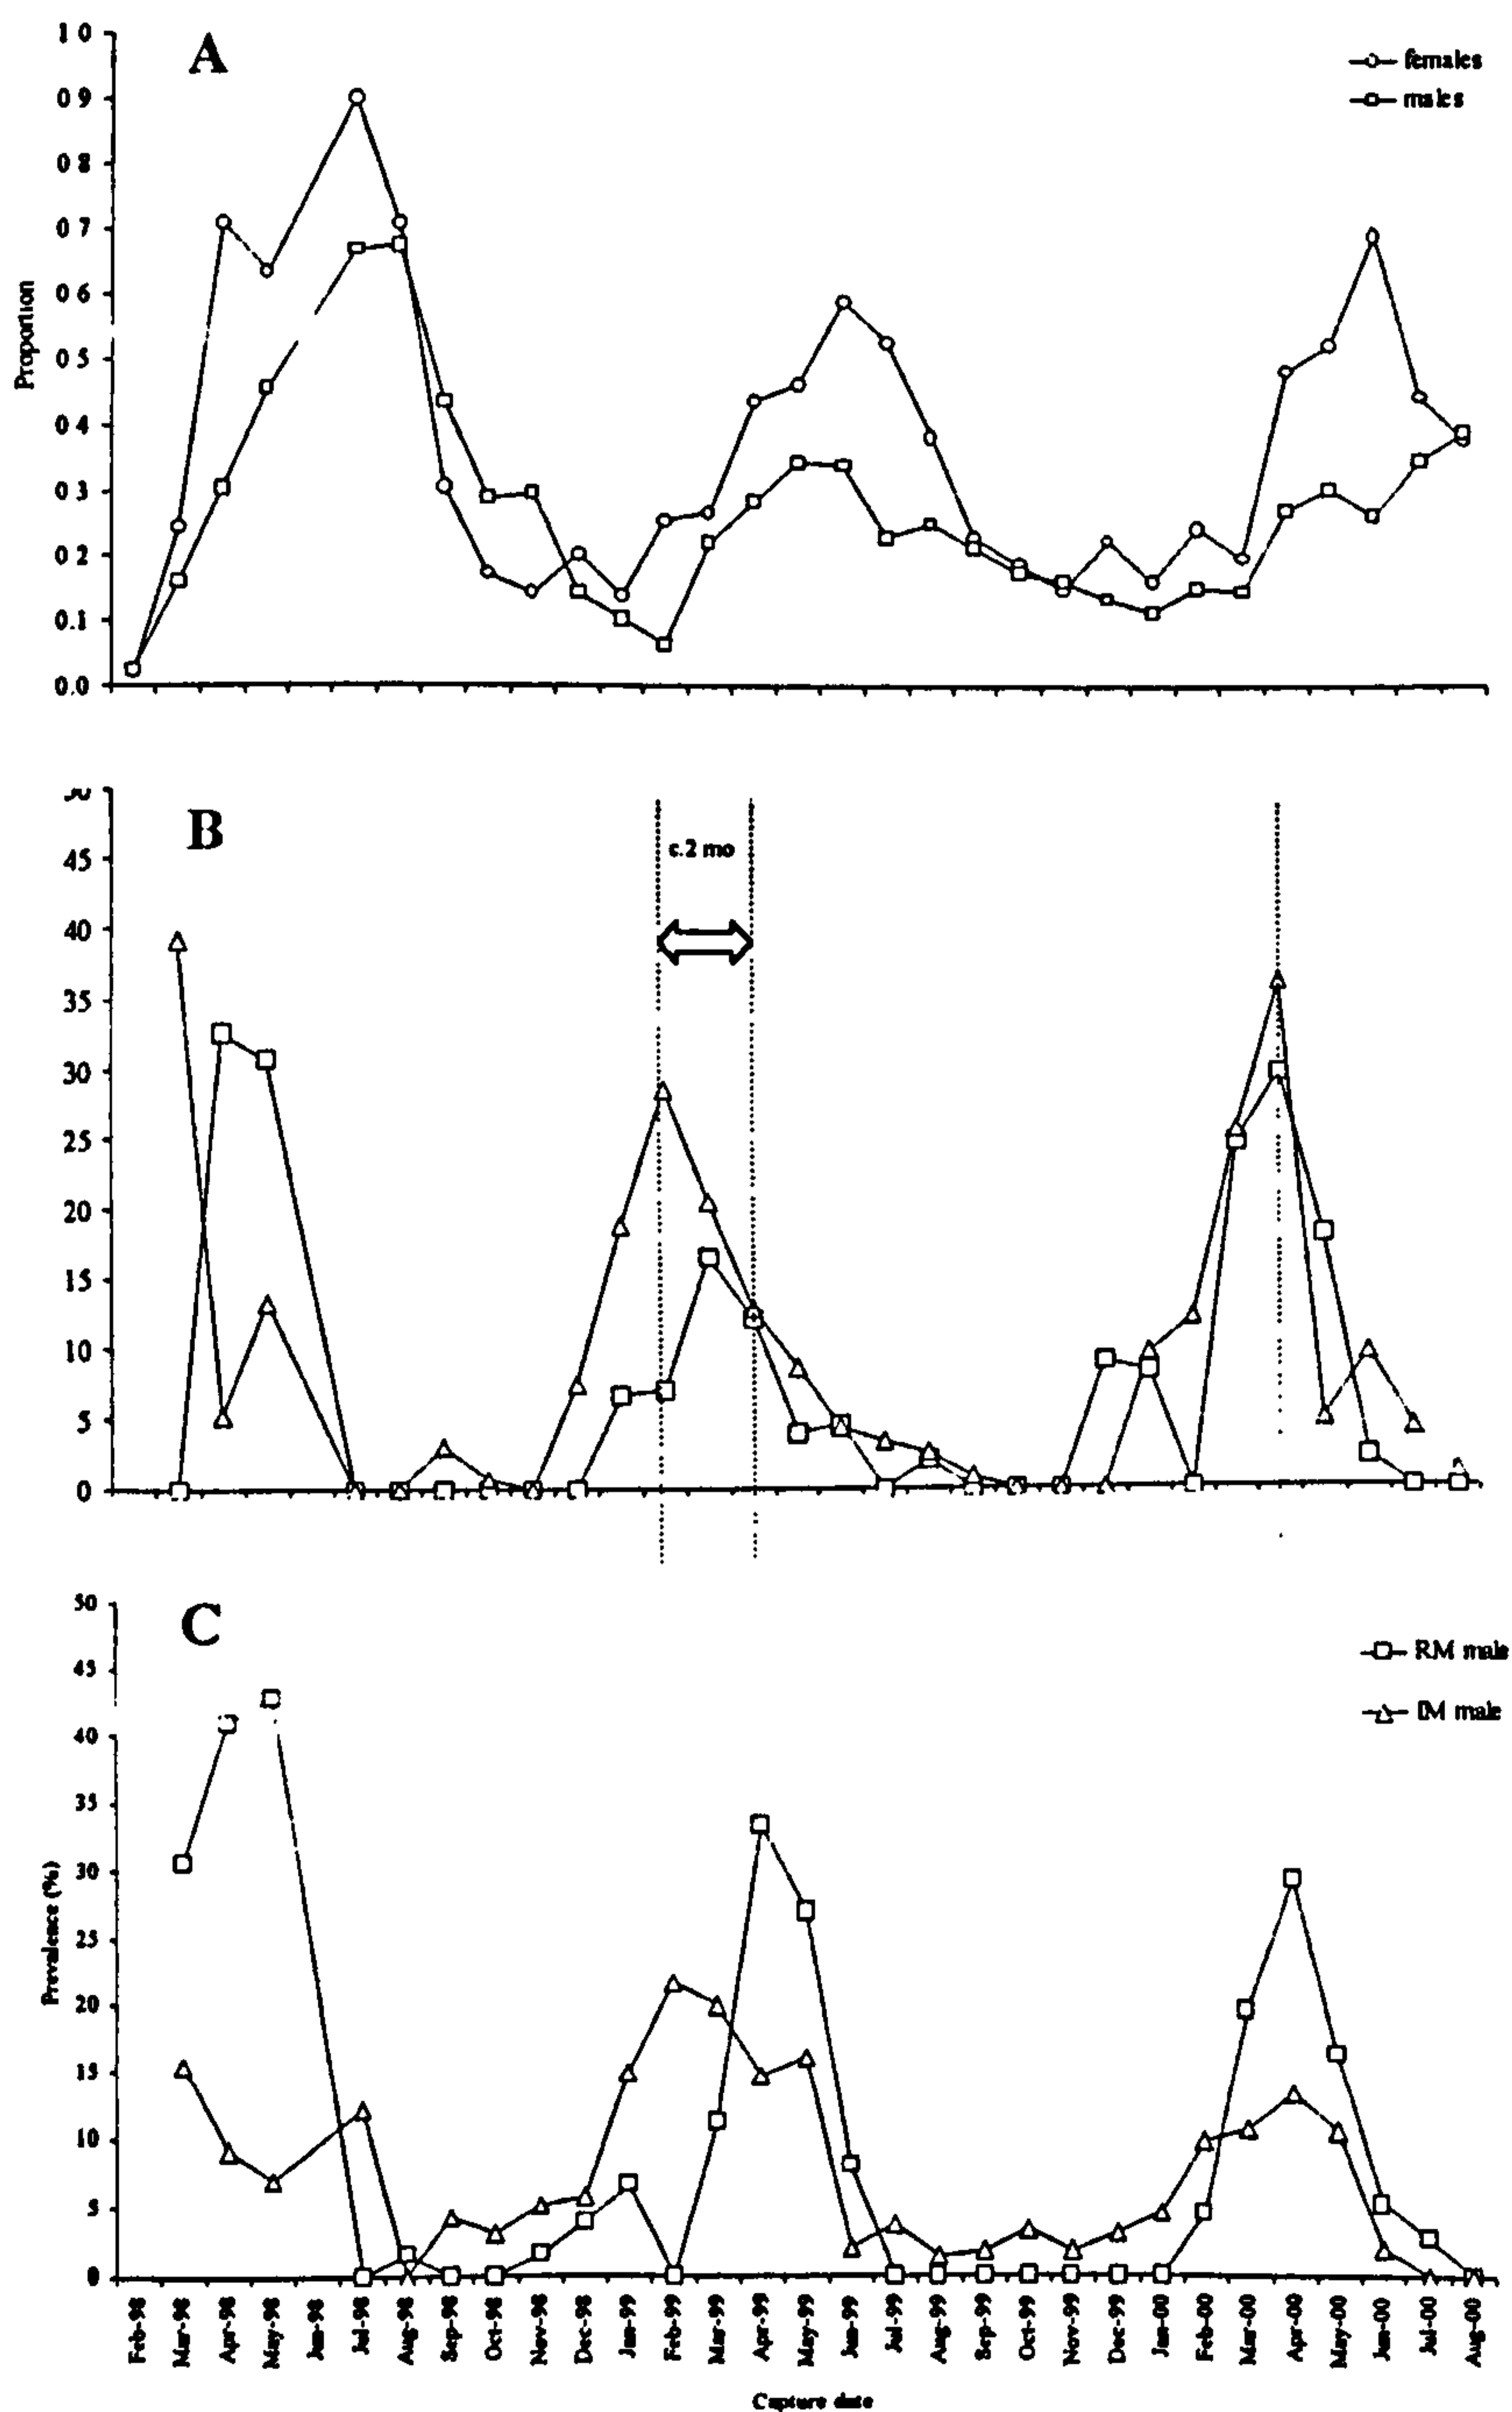 A
females
males
1 0
0 9
0 8
0 7
0 6
0 5
0 4
0 3
0 2
0.1
0.0
Proportion
B
c.2 mo
45
40
35
30
25
20
15
10
5
0
C
RM male
IM male
50
45
40
35
30
25
20
15
10
5
0
Prevalence (%)
Feb-98
Mar-98
Apr-98
May-98
Jun-98
Jul-98
Aug-98
Sep-98
Oct-98
Nov-98
Dec-98
Jan-99
Feb-99
Mar-99
Apr-99
May-99
Jun-99
Jul-99
Aug-99
Sep-99
Oct-99
Nov-99
Dec-99
Jan-00
Feb-00
Mar-00
Apr-00
May-00
Jun-00
Jul-00
Aug-00
Capture date